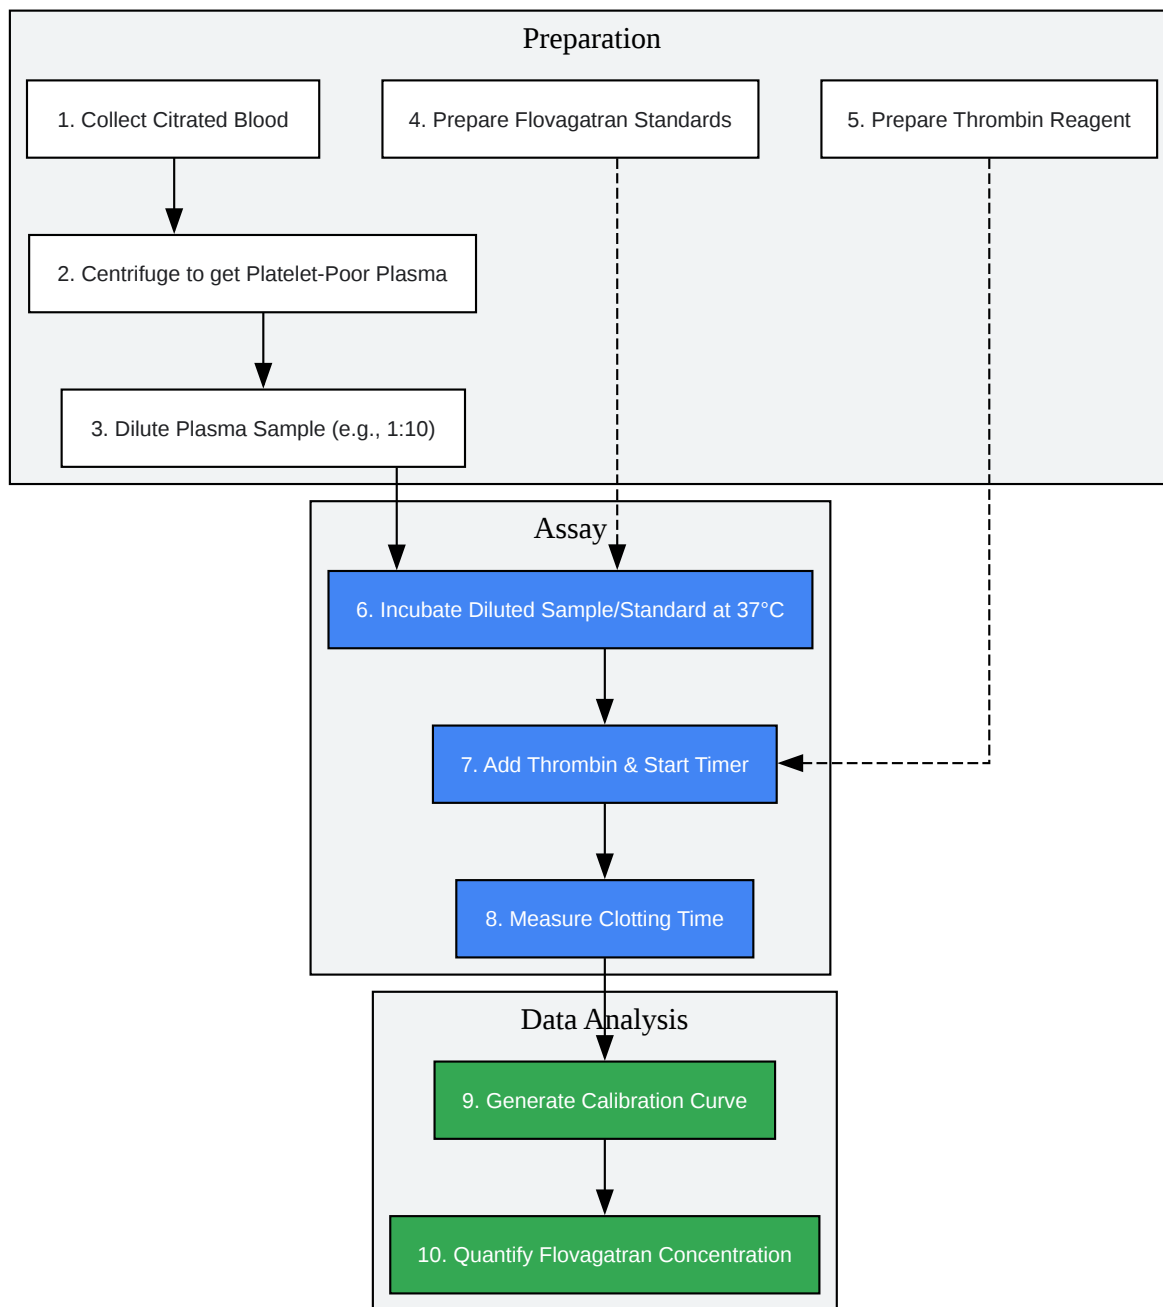 Preparation
1. Collect Citrated Blood
4. Prepare Flovagatran Standards
5. Prepare Thrombin Reagent
2. Centrifuge to get Platelet-Poor Plasma
3. Dilute Plasma Sample (e.g., 1:10)
Assay
6. Incubate Diluted Sample/Standard at 37°C
7. Add Thrombin & Start Timer
8. Measure Clotting Time
Data Analysis
9. Generate Calibration Curve
10. Quantify Flovagatran Concentration